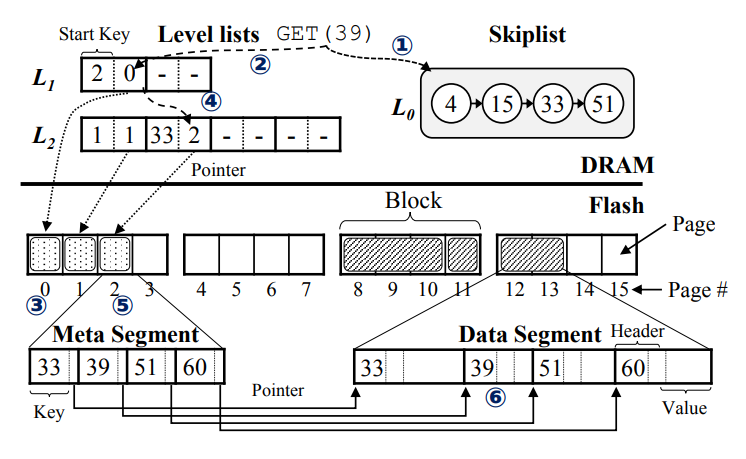 Start Key
Level lists GET(39)
①
Skiplist
②
L1
2 0 - -
④
L0
4 15 33 51
L2
1 1 33 2 - - - -
Pointer
DRAM
Block
Flash
Page
0 1 2 3 4 5 6 7 8 9 10 11 12 13 14 15
Page #
③
⑤
Meta Segment
Data Segment
Header
33 39 51 60
33 39 51 60
Pointer
⑥
Key
Value